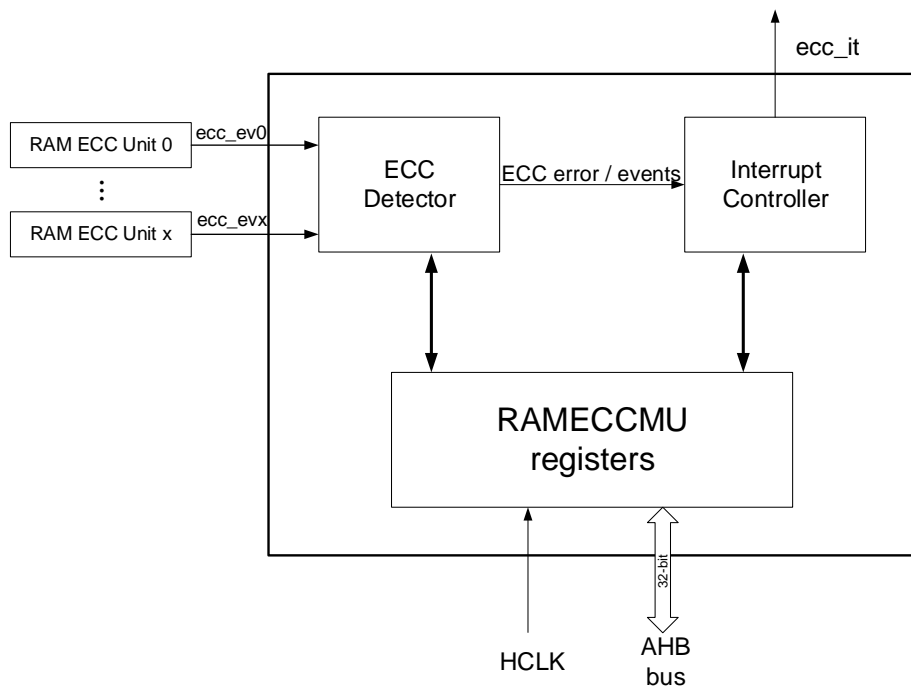 ecc_it
RAM ECC Unit 0
ecc_ev0
RAM ECC Unit x
ecc_evx
ECC
Detector
ECC error / events
Interrupt
Controller
RAMECCMU
registers
32-bit
HCLK
AHB
bus